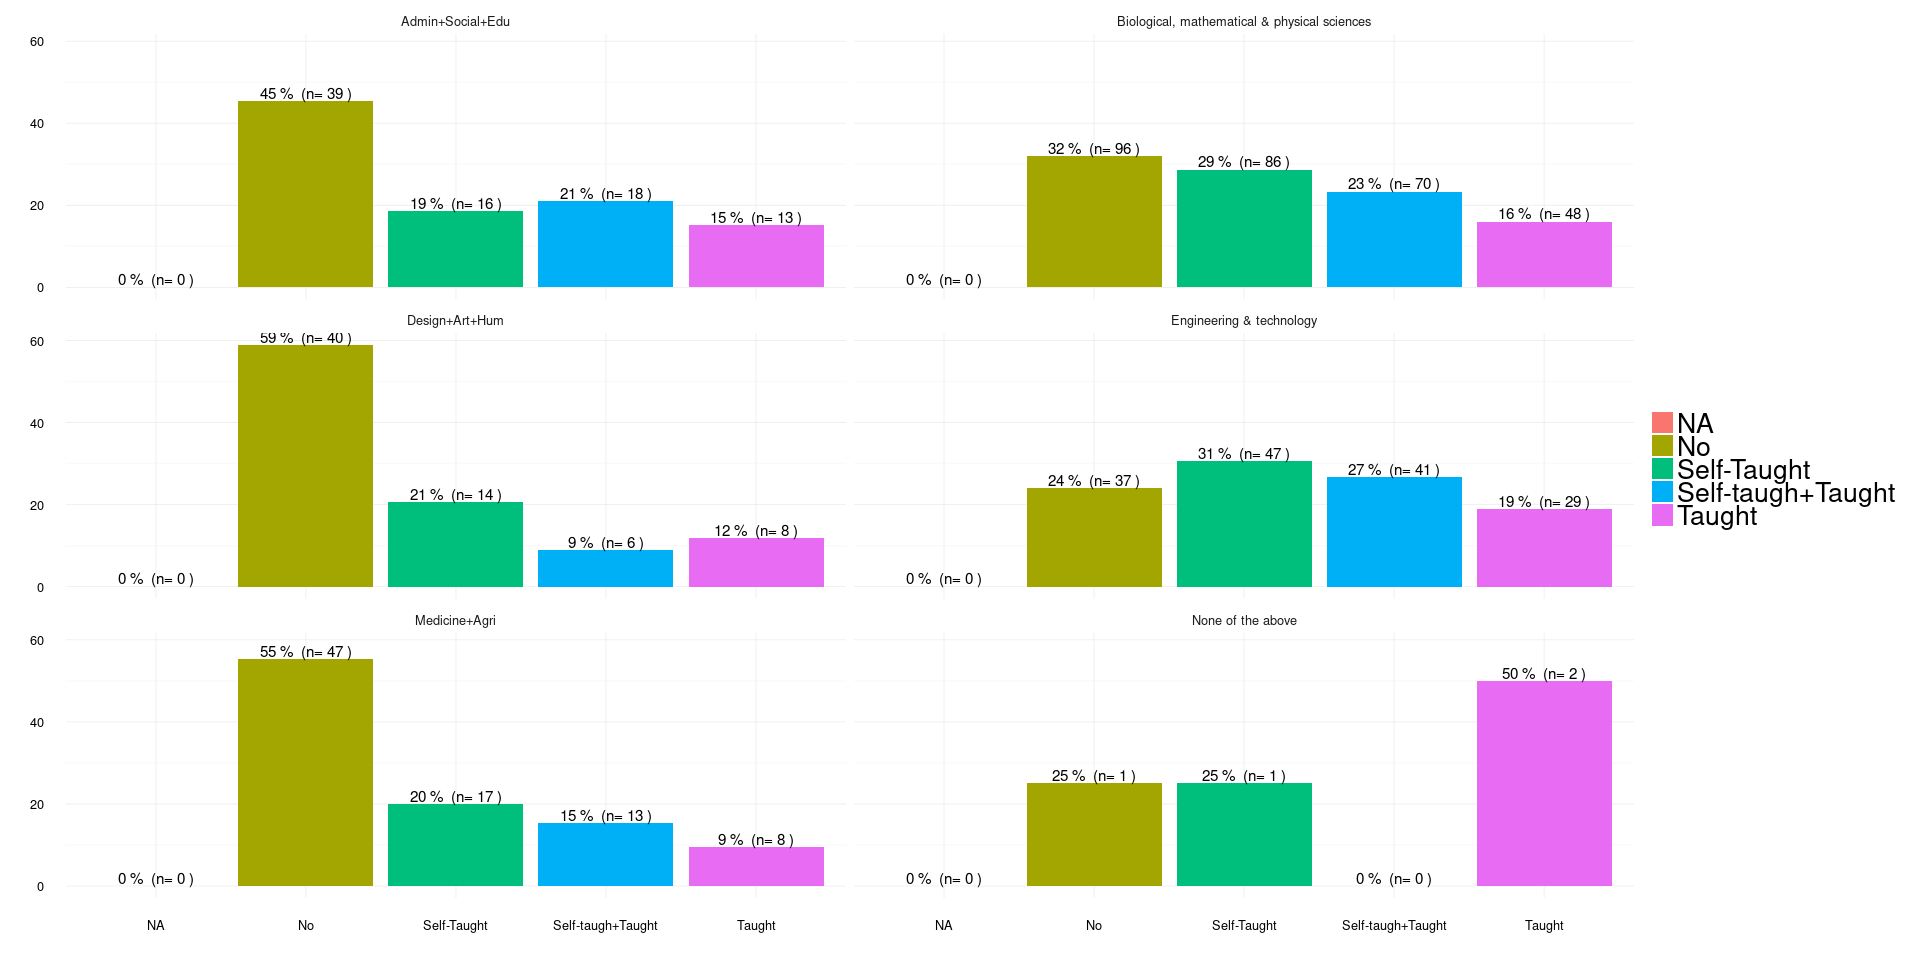 Admin+Social+Edu
Biological, mathematical & physical sciences
60
40
20
0
0 % (n= 0 )
45 % (n= 39 )
19 % (n= 16 )
21 % (n= 18 )
15 % (n= 13 )
0 % (n= 0 )
32 % (n= 96 )
29 % (n= 86 )
23 % (n= 70 )
16 % (n= 48 )
Design+Art+Hum
Engineering & technology
60
40
20
0
0 % (n= 0 )
59 % (n= 40 )
21 % (n= 14 )
9 % (n= 6 )
12 % (n= 8 )
0 % (n= 0 )
24 % (n= 37 )
31 % (n= 47 )
27 % (n= 41 )
19 % (n= 29 )
Medicine+Agri
None of the above
60
40
20
0
0 % (n= 0 )
55 % (n= 47 )
20 % (n= 17 )
15 % (n= 13 )
9 % (n= 8 )
0 % (n= 0 )
25 % (n= 1 )
25 % (n= 1 )
0 % (n= 0 )
50 % (n= 2 )
NA
No
Self-Taught
Self-taugh+Taught
Taught
NA
No
Self-Taught
Self-taugh+Taught
Taught
NA
No
Self-Taught
Self-taugh+Taught
Taught